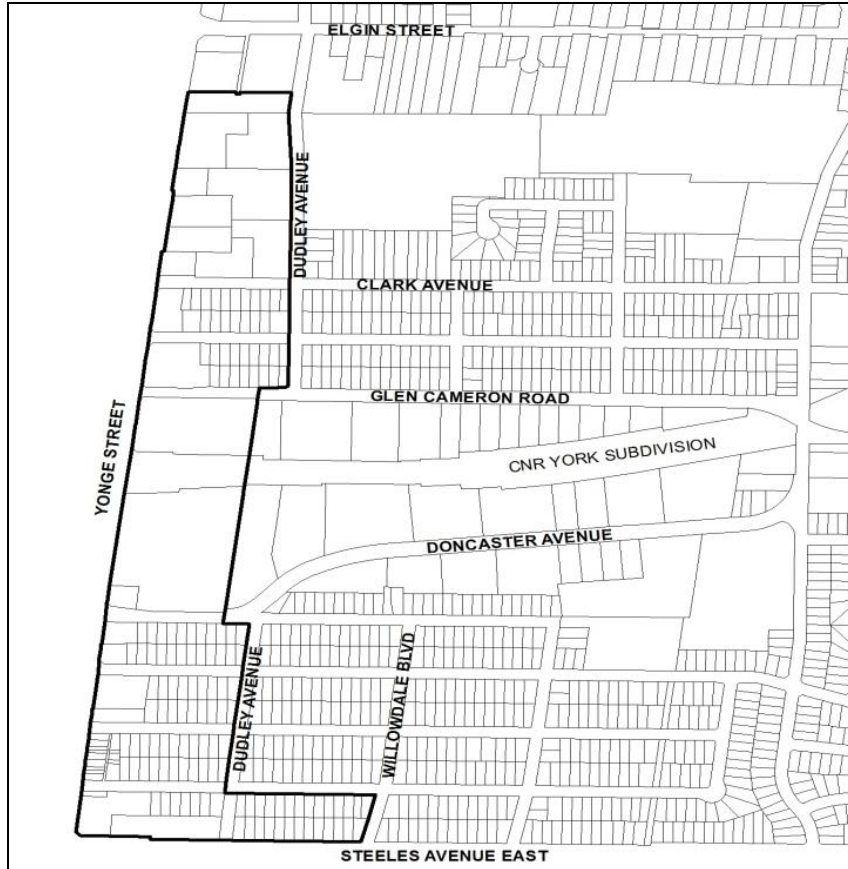 ELGIN STREET
DUDLEY AVENUE
CLARK AVENUE
GLEN CAMERON ROAD
YONGE STREET
CNR YORK SUBDIVISION
DONCASTER AVENUE
DUDLEY AVENUE
WILLOWDALE BLVD
STEELES AVENUE EAST